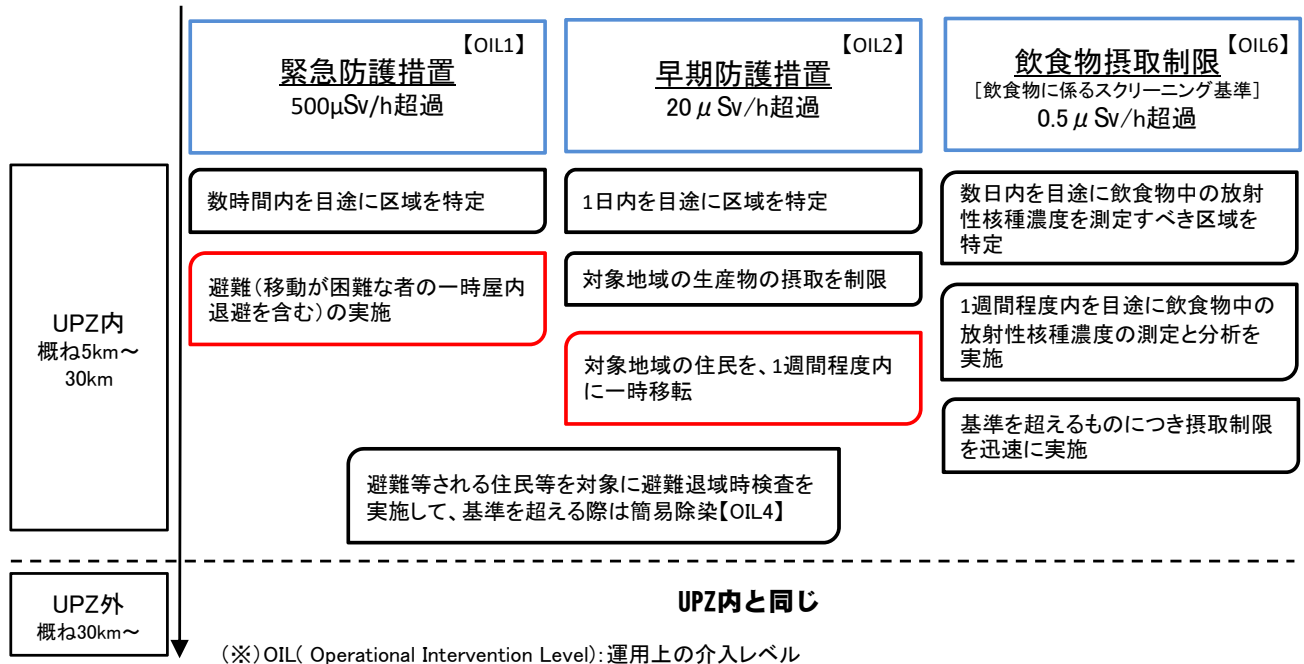 【OIL1】
緊急防護措置
500μSv/h超過
【OIL2】
早期防護措置
20μSv/h超過
【OIL6】
飲食物摂取制限
[飲食物に係るスクリーニング基準]
0.5μSv/h超過
UPZ内
概ね5km～
30km
数時間内を目途に区域を特定
避難(移動が困難な者の一時屋内
退避を含む)の実施
1日内を目途に区域を特定
対象地域の生産物の摂取を制限
対象地域の住民を、1週間程度内
に一時移転
数日内を目途に飲食物中の放射
性核種濃度を測定すべき区域を
特定
1週間程度内を目途に飲食物中の
放射性核種濃度の測定と分析を
実施
基準を超えるものにつき摂取制限
を迅速に実施
避難等される住民等を対象に避難退域時検査を
実施して、基準を超える際は簡易除染【OIL4】
UPZ外
概ね30km～
UPZ内と同じ
(※)OIL( Operational Intervention Level):運用上の介入レベル